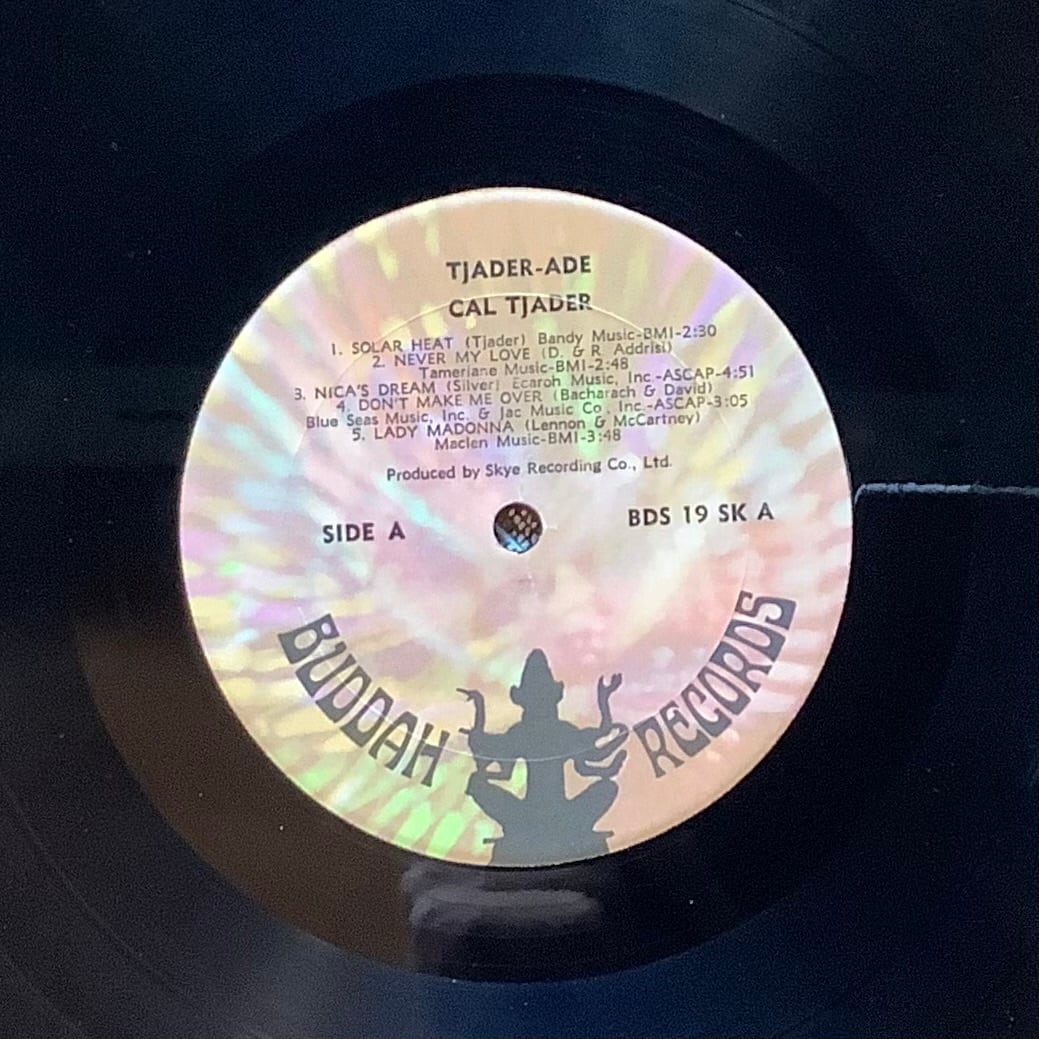 TJADER-ADE
CAL TJADER
1. SOLAR HEAT (Tjader) Bandy Music-BMI-2:30
2. NEVER MY LOVE (D. & R. Addrisi)
Tamerlane Music-BMI-2:48
3. NICA'S DREAM (Silver) Ecaroh Music, Inc.-ASCAP-4:51
4. DON'T MAKE ME OVER (Bacharach & David)
Blue Seas Music, Inc. & Jac Music Co., Inc.-ASCAP-3:05
5. LADY MADONNA (Lennon & McCartney)
Maclen Music-BMI-3:48
Produced by Skye Recording Co., Ltd.
SIDE A
BDS 19 SK A
BUDDAH RECORDS